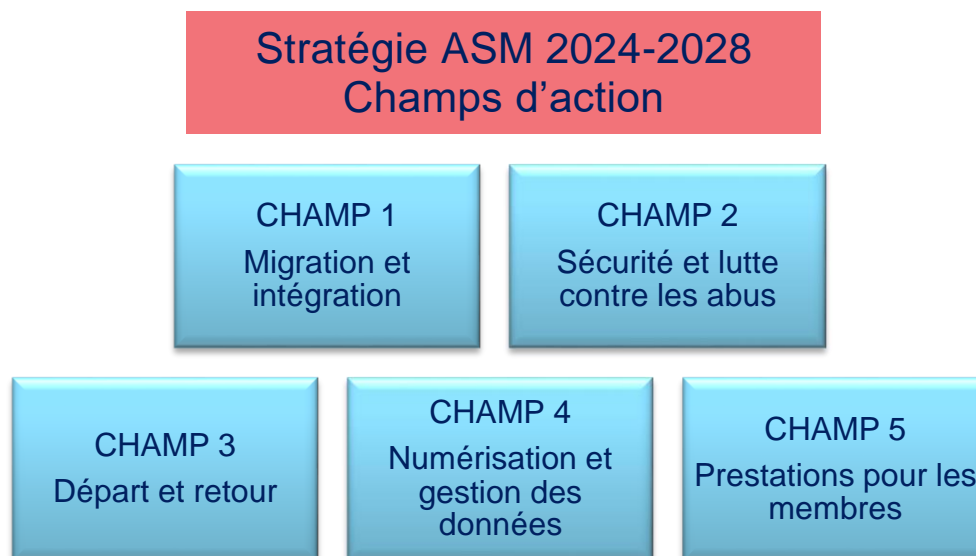 Stratégie ASM 2024-2028
Champs d’action
CHAMP 1
Migration et
intégration
CHAMP 2
Sécurité et lutte
contre les abus
CHAMP 3
Départ et retour
CHAMP 4
Numérisation et
gestion des
données
CHAMP 5
Prestations pour les
membres